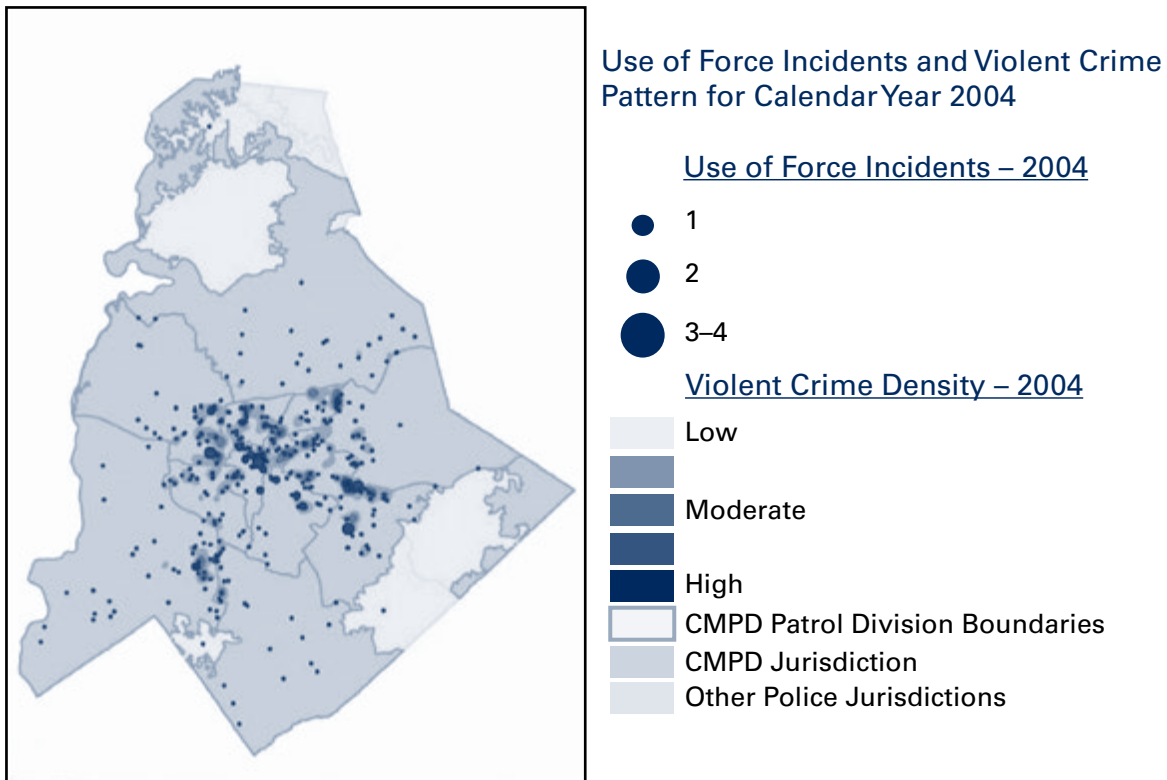 Use of Force Incidents and Violent Crime
Pattern for Calendar Year 2004
Use of Force Incidents – 2004
1
2
3–4
Violent Crime Density – 2004
Low
Moderate
High
CMPD Patrol Division Boundaries
CMPD Jurisdiction
Other Police Jurisdictions